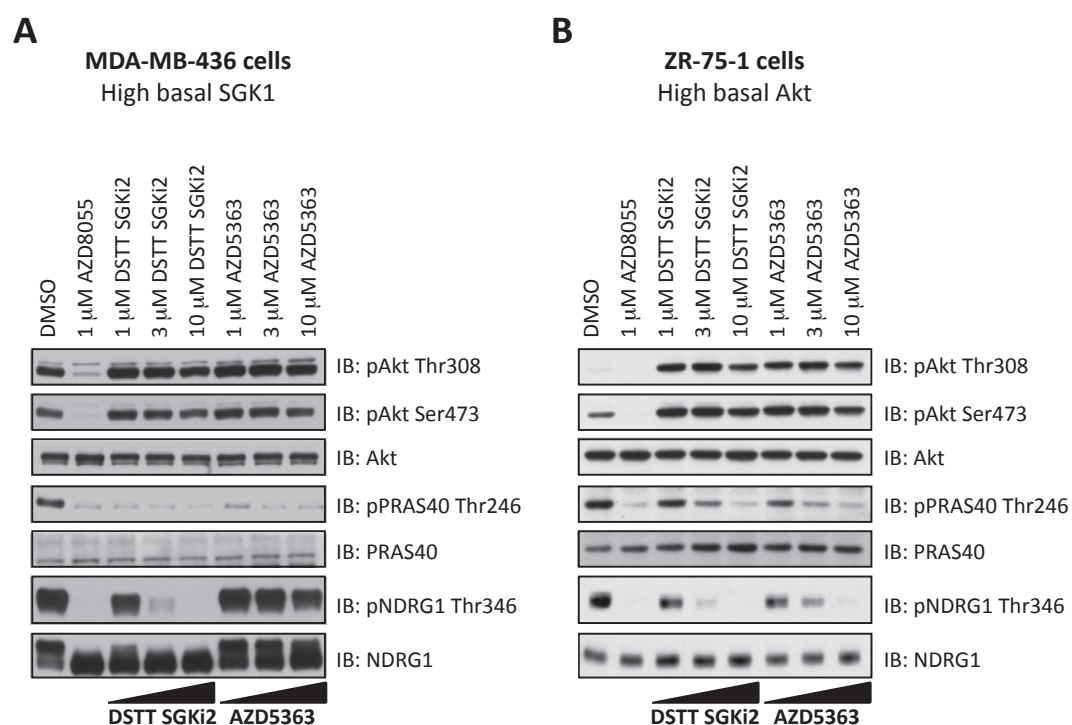 A
MDA-MB-436 cells
High basal SGK1
DMSO
1 μM AZD8055
1 μM DSTT SGKi2
3 μM DSTT SGKi2
10 μM DSTT SGKi2
1 μM AZD5363
3 μM AZD5363
10 μM AZD5363
IB: pAkt Thr308
IB: pAkt Ser473
IB: Akt
IB: pPRAS40 Thr246
IB: PRAS40
IB: pNDRG1 Thr346
IB: NDRG1
DSTT SGKi2 AZD5363
B
ZR-75-1 cells
High basal Akt
DMSO
1 μM AZD8055
1 μM DSTT SGKi2
3 μM DSTT SGKi2
10 μM DSTT SGKi2
1 μM AZD5363
3 μM AZD5363
10 μM AZD5363
IB: pAkt Thr308
IB: pAkt Ser473
IB: Akt
IB: pPRAS40 Thr246
IB: PRAS40
IB: pNDRG1 Thr346
IB: NDRG1
DSTT SGKi2 AZD5363